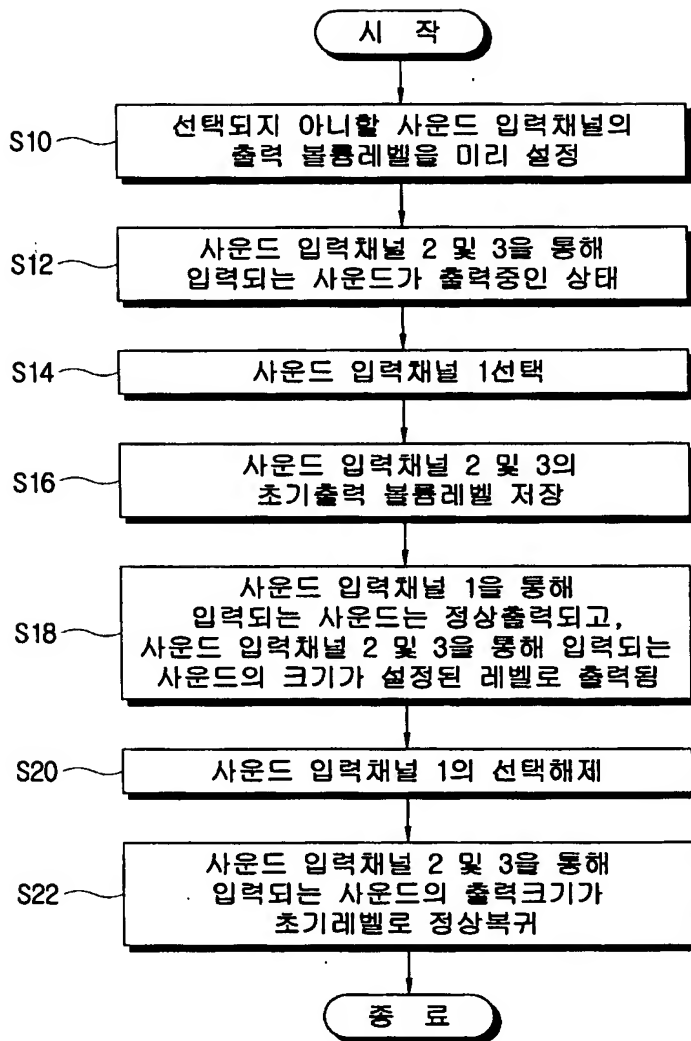 시 작
S10
선택되지 아니할 사운드 입력채널의
출력 볼륨레벨을 미리 설정
S12
사운드 입력채널 2 및 3을 통해
입력되는 사운드가 출력중인 상태
S14
사운드 입력채널 1선택
S16
사운드 입력채널 2 및 3의
초기출력 볼륨레벨 저장
S18
사운드 입력채널 1을 통해
입력되는 사운드는 정상출력되고,
사운드 입력채널 2 및 3을 통해 입력되는
사운드의 크기가 설정된 레벨로 출력됨
S20
사운드 입력채널 1의 선택해제
S22
사운드 입력채널 2 및 3을 통해
입력되는 사운드의 출력크기가
초기레벨로 정상복귀
종 료